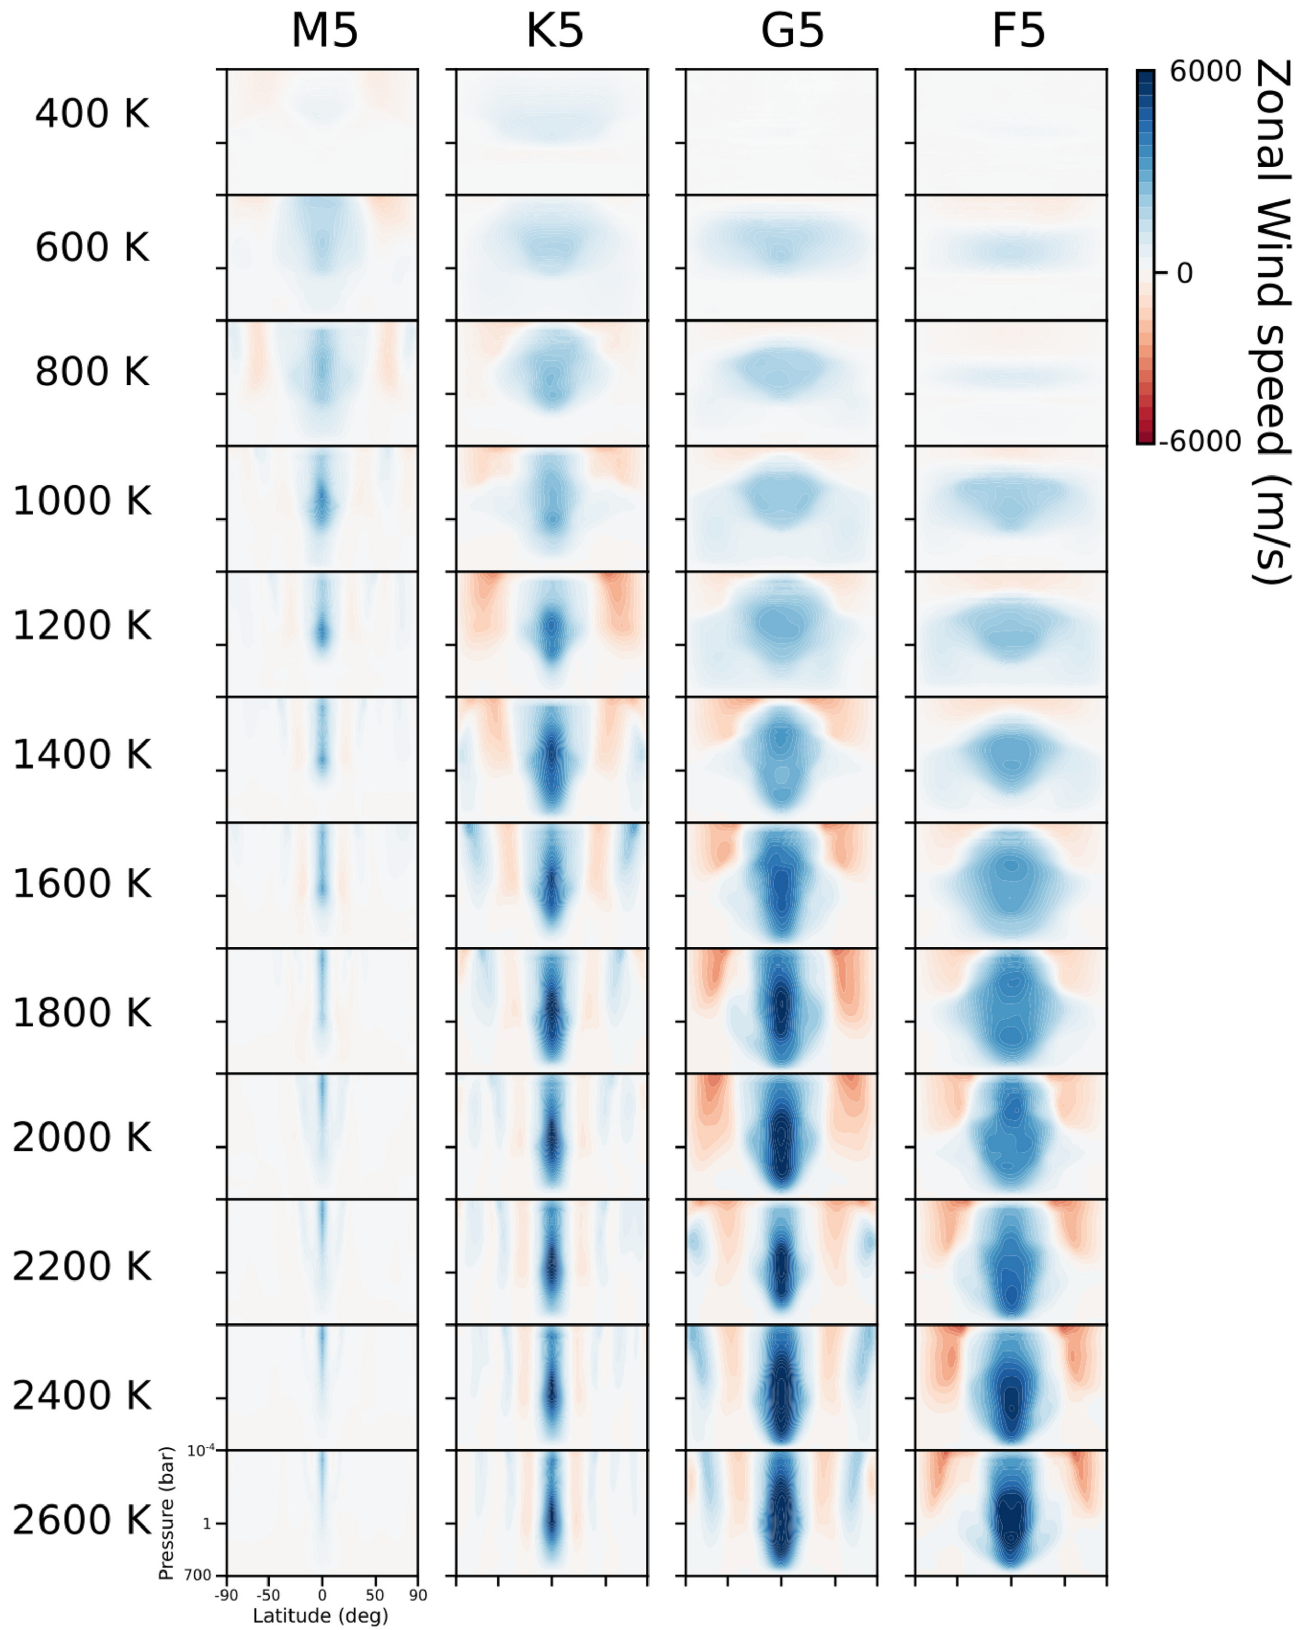 M5 K5 G5 F5
6000
0
-6000
Zonal Wind speed (m/s)
400 K
600 K
800 K
1000 K
1200 K
1400 K
1600 K
1800 K
2000 K
2200 K
2400 K
2600 K
10-4
1
700
Pressure (bar)
-90 -50 0 50 90
Latitude (deg)